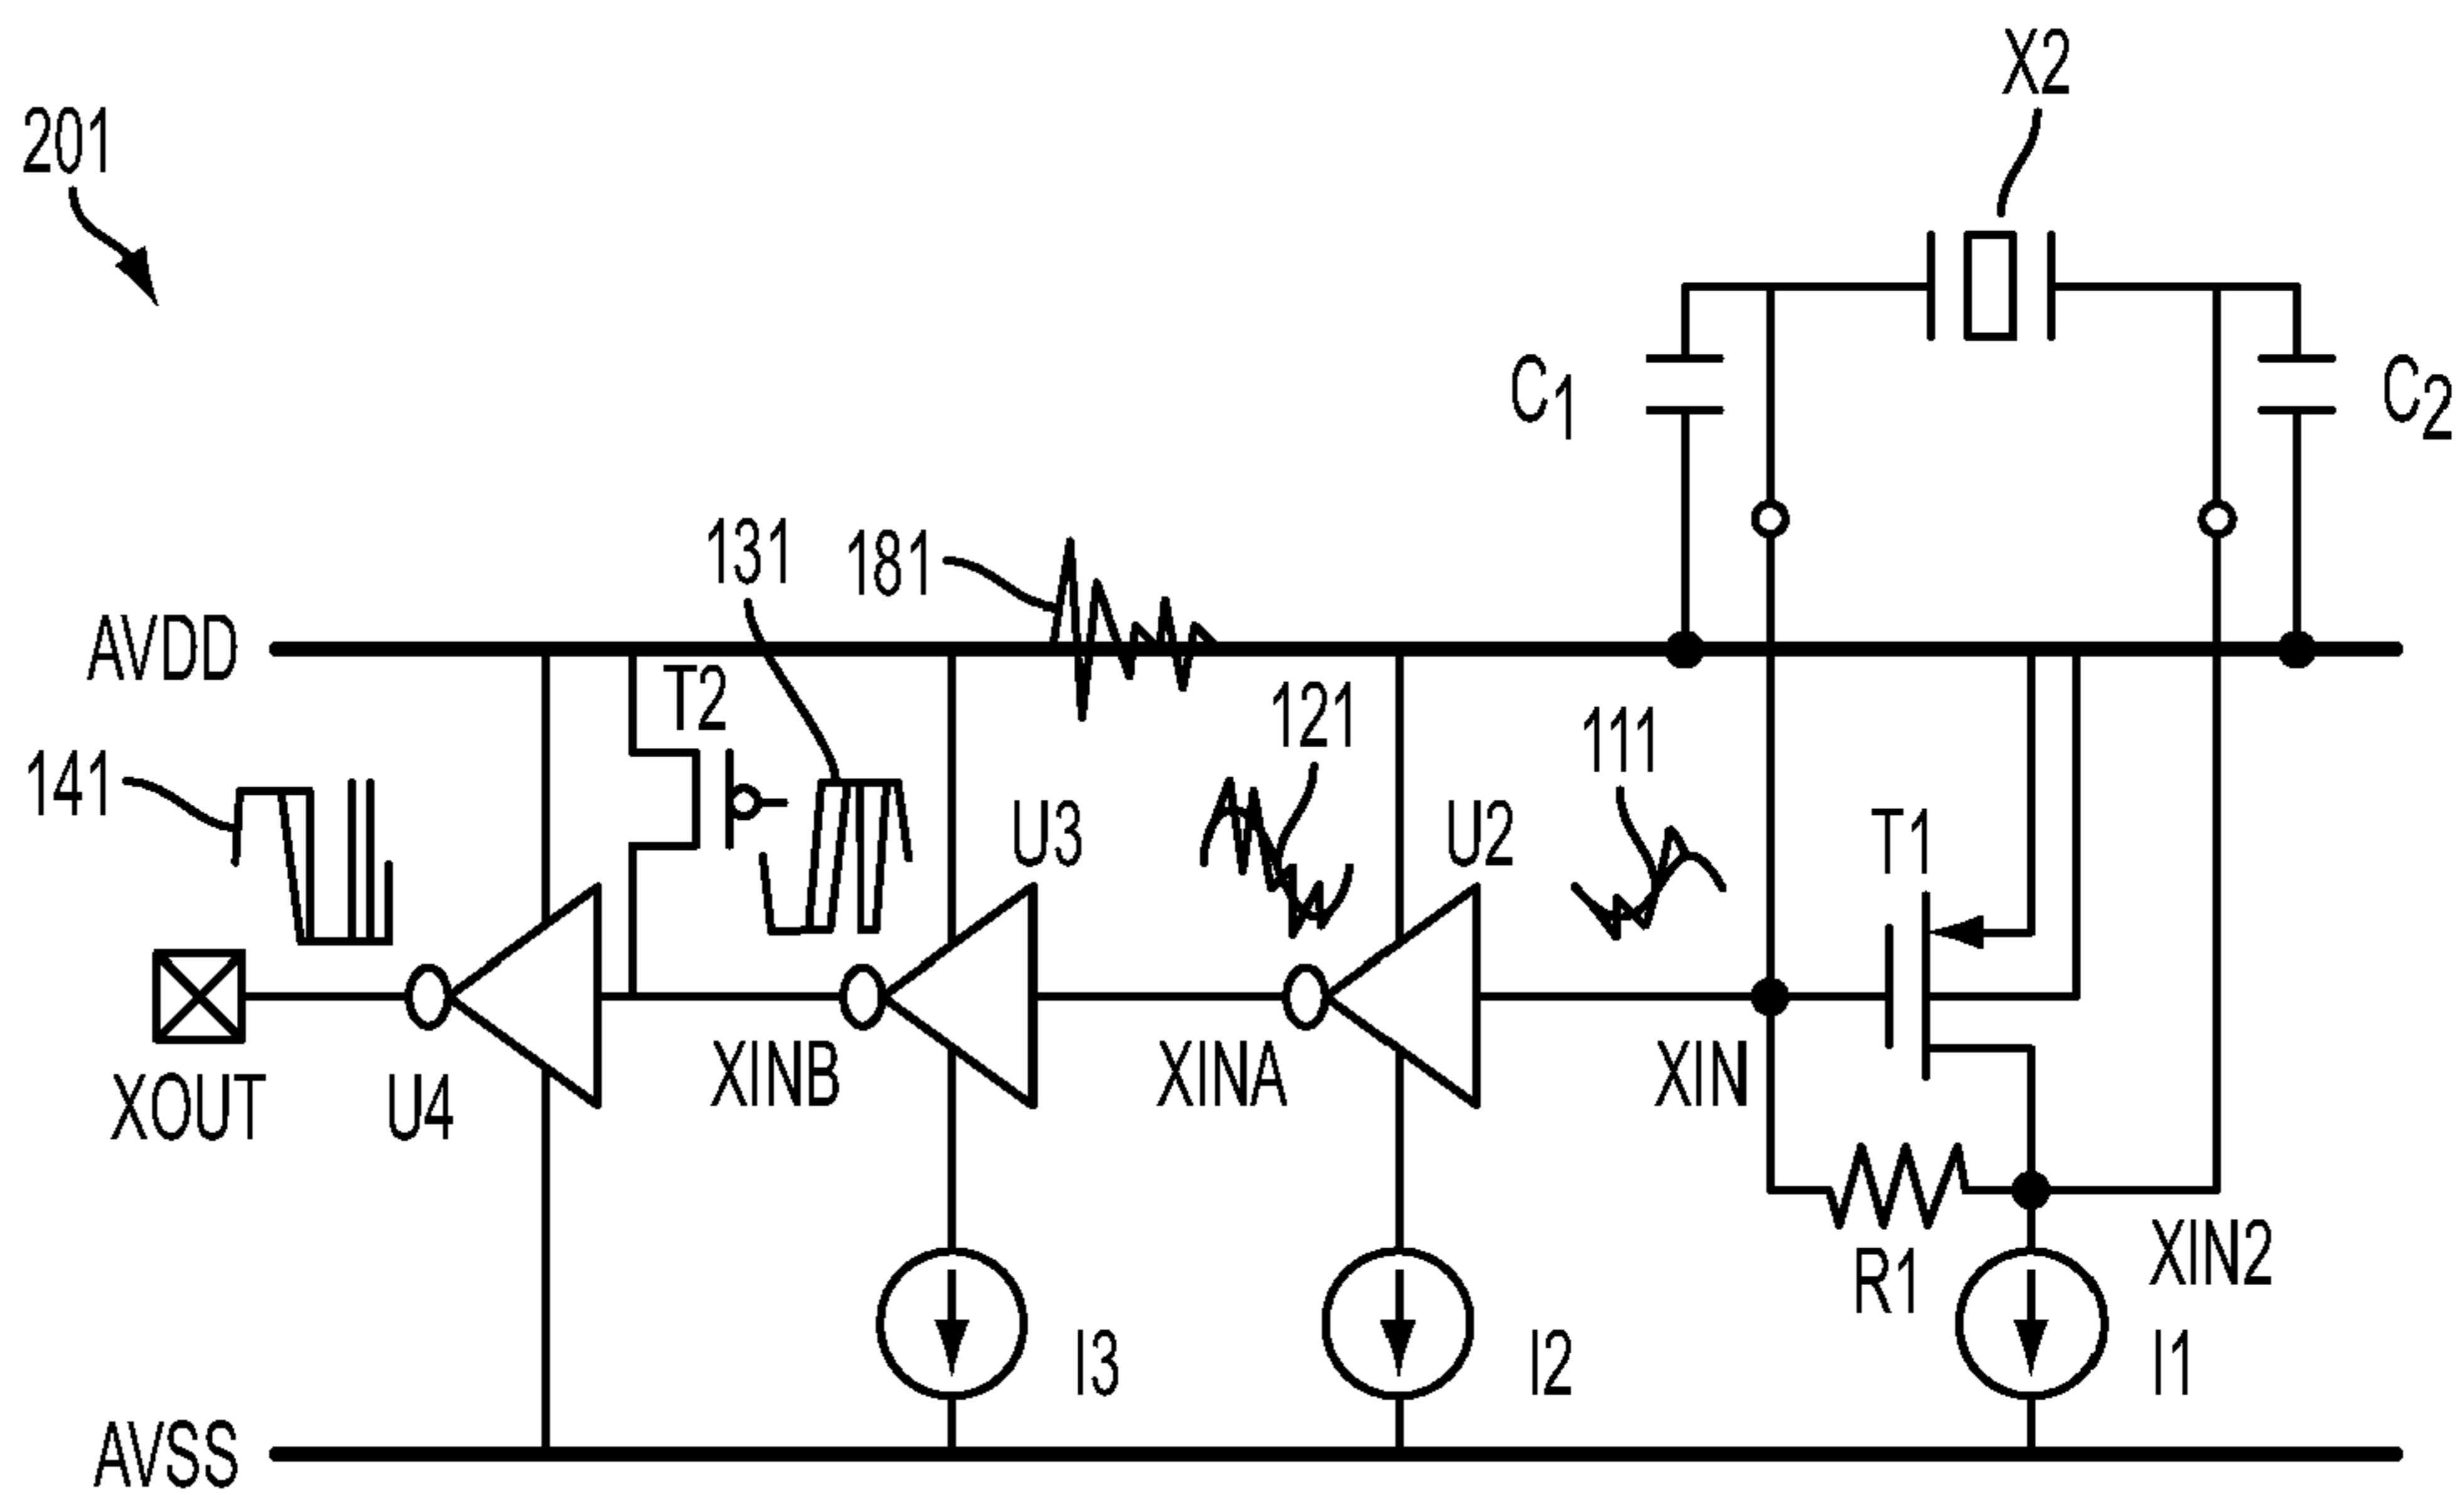 X2
201
C1
C2
131
181
AVDD
T2
121
111
141
U3
U2
T1
XINB
XINA
XIN
XOUT
U4
XIN2
R1
I3
I2
I1
AVSS